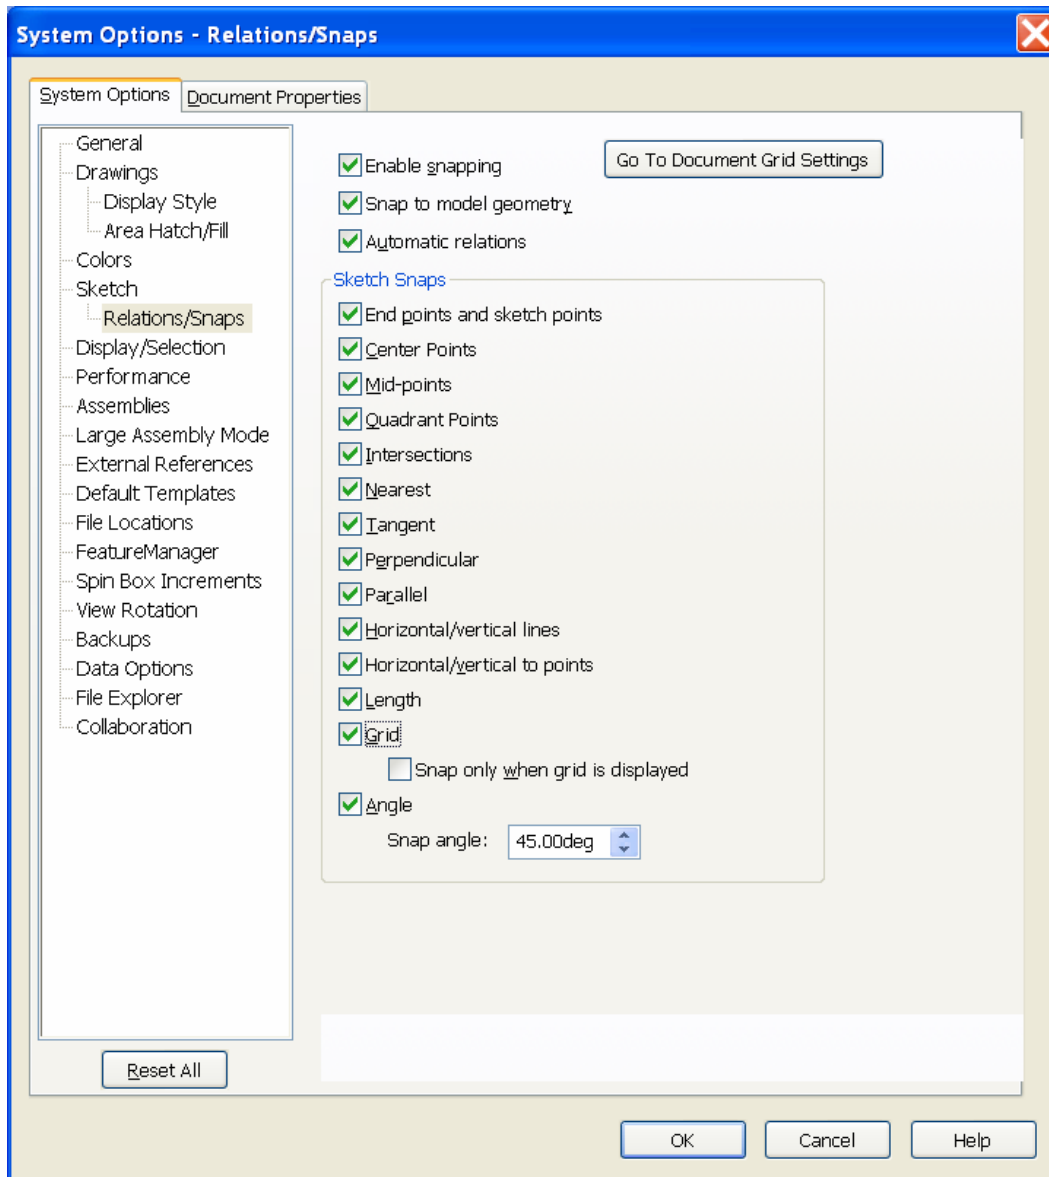 System Options - Relations/Snaps
System Options
Document Properties
General
Drawings
Display Style
Area Hatch/Fill
Colors
Sketch
Relations/Snaps
Display/Selection
Performance
Assemblies
Large Assembly Mode
External References
Default Templates
File Locations
FeatureManager
Spin Box Increments
View Rotation
Backups
Data Options
File Explorer
Collaboration
Reset All
Enable snapping
Go To Document Grid Settings
Snap to model geometry
Automatic relations
Sketch Snaps
End points and sketch points
Center Points
Mid-points
Quadrant Points
Intersections
Nearest
Tangent
Perpendicular
Parallel
Horizontal/vertical lines
Horizontal/vertical to points
Length
Grid
Snap only when grid is displayed
Angle
Snap angle: 45.00deg
OK
Cancel
Help